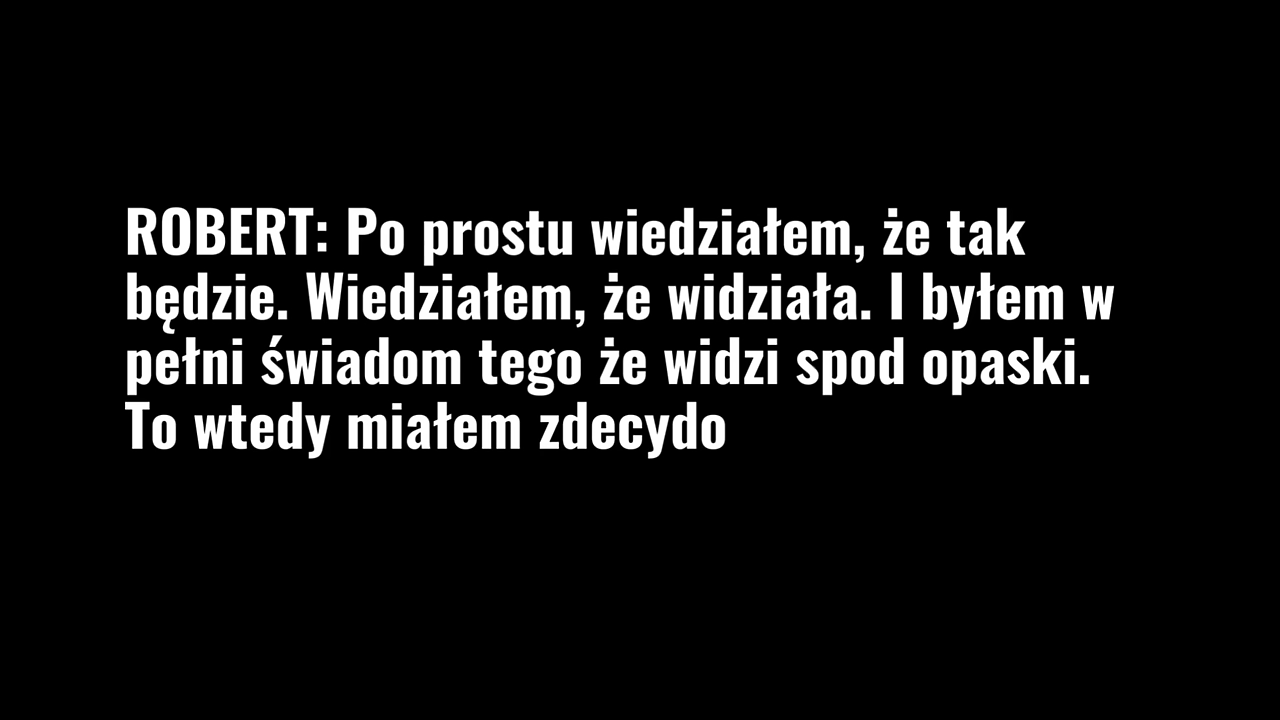 ROBERT: Po prostu wiedziałem, że tak
będzie. Wiedziałem, że widziała. I byłem w
pełni świadom tego że widzi spod opaski.
To wtedy miałem zdecydo